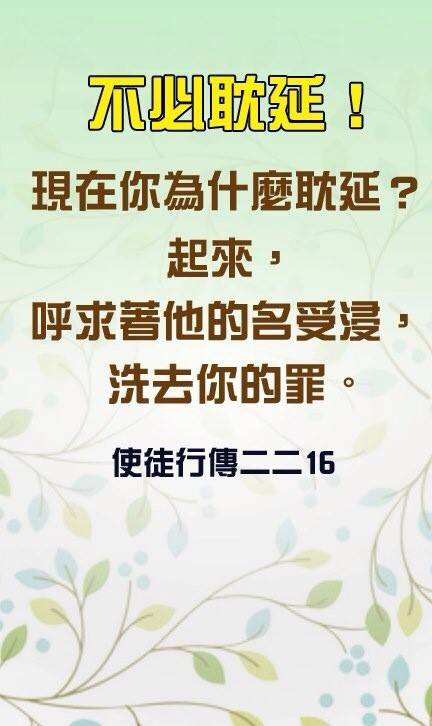 不必耽延！
現在你為什麼耽延？
起來，
呼求著他的名受浸，
洗去你的罪。
使徒行傳二二16